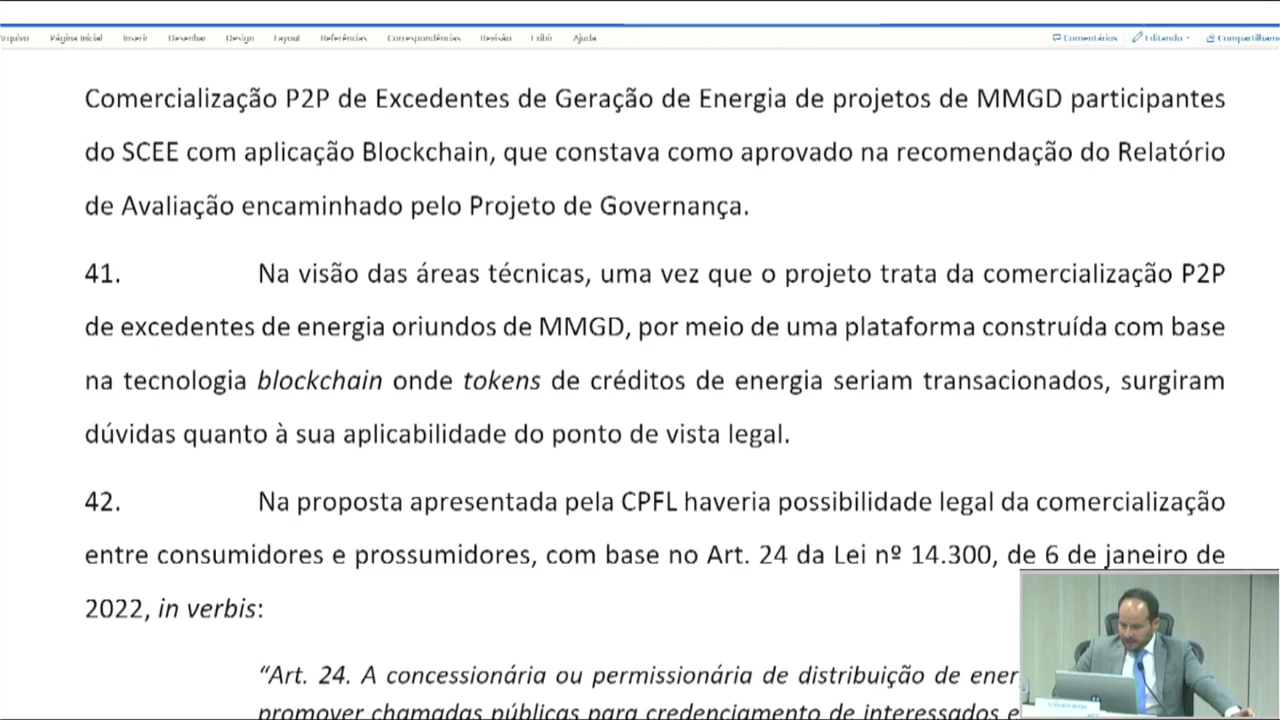 Arquivo Página Inicial Inserir Desenhar Design Layout Referências Correspondências Revisão Exibir Ajuda Comentários Editando
Comercialização P2P de Excedentes de Geração de Energia de projetos de MMGD participantes
do SCEE com aplicação Blockchain, que constava como aprovado na recomendação do Relatório
de Avaliação encaminhado pelo Projeto de Governança.
41. Na visão das áreas técnicas, uma vez que o projeto trata da comercialização P2P
de excedentes de energia oriundos de MMGD, por meio de uma plataforma construída com base
na tecnologia blockchain onde tokens de créditos de energia seriam transacionados, surgiram
dúvidas quanto à sua aplicabilidade do ponto de vista legal.
42. Na proposta apresentada pela CPFL haveria possibilidade legal da comercialização
entre consumidores e prossumidores, com base no Art. 24 da Lei nº 14.300, de 6 de janeiro de
2022, in verbis:
“Art. 24. A concessionária ou permissionária de distribuição de ener
promover chamadas públicas para credenciamento de interessados e